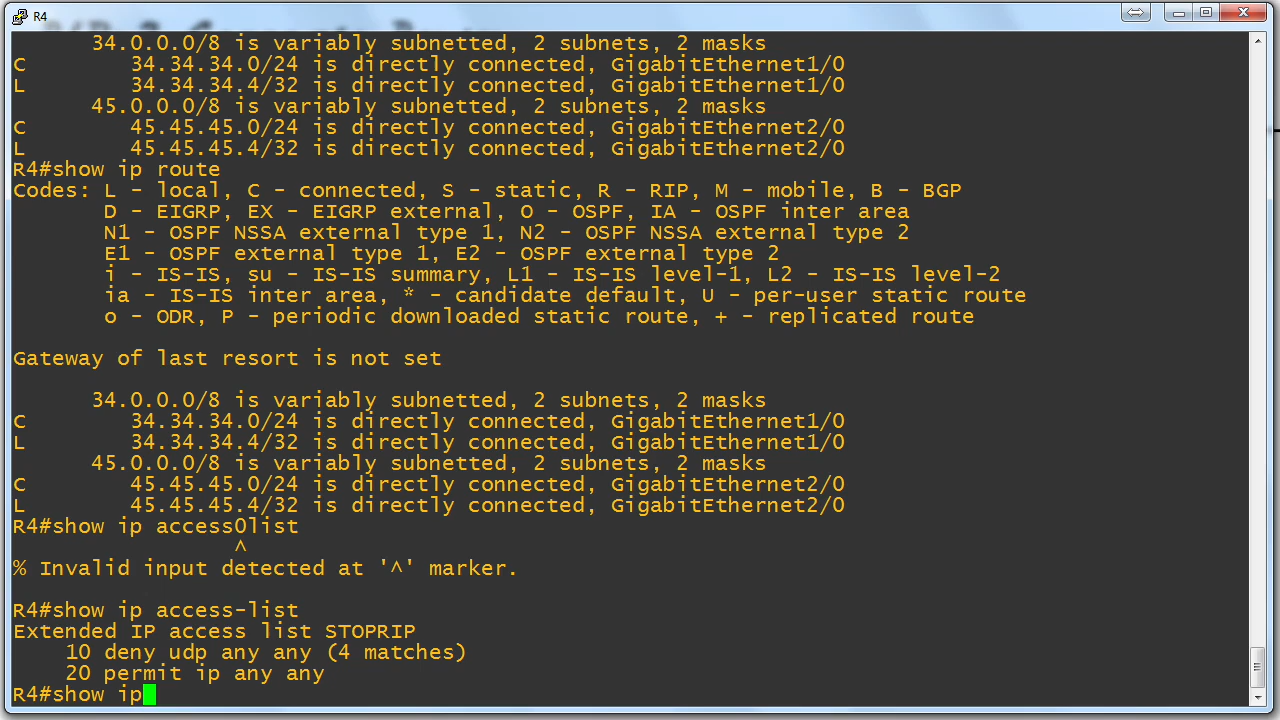 R4
34.0.0.0/8 is variably subnetted, 2 subnets, 2 masks
C 34.34.34.0/24 is directly connected, GigabitEthernet1/0
L 34.34.34.4/32 is directly connected, GigabitEthernet1/0
45.0.0.0/8 is variably subnetted, 2 subnets, 2 masks
C 45.45.45.0/24 is directly connected, GigabitEthernet2/0
L 45.45.45.4/32 is directly connected, GigabitEthernet2/0
R4#show ip route
Codes: L - local, C - connected, S - static, R - RIP, M - mobile, B - BGP
D - EIGRP, EX - EIGRP external, O - OSPF, IA - OSPF inter area
N1 - OSPF NSSA external type 1, N2 - OSPF NSSA external type 2
E1 - OSPF external type 1, E2 - OSPF external type 2
i - IS-IS, su - IS-IS summary, L1 - IS-IS level-1, L2 - IS-IS level-2
ia - IS-IS inter area, * - candidate default, U - per-user static route
o - ODR, P - periodic downloaded static route, + - replicated route
Gateway of last resort is not set
34.0.0.0/8 is variably subnetted, 2 subnets, 2 masks
C 34.34.34.0/24 is directly connected, GigabitEthernet1/0
L 34.34.34.4/32 is directly connected, GigabitEthernet1/0
45.0.0.0/8 is variably subnetted, 2 subnets, 2 masks
C 45.45.45.0/24 is directly connected, GigabitEthernet2/0
L 45.45.45.4/32 is directly connected, GigabitEthernet2/0
R4#show ip access0list
^
% Invalid input detected at '^' marker.
R4#show ip access-list
Extended IP access list STOPRIP
10 deny udp any any (4 matches)
20 permit ip any any
R4#show ip